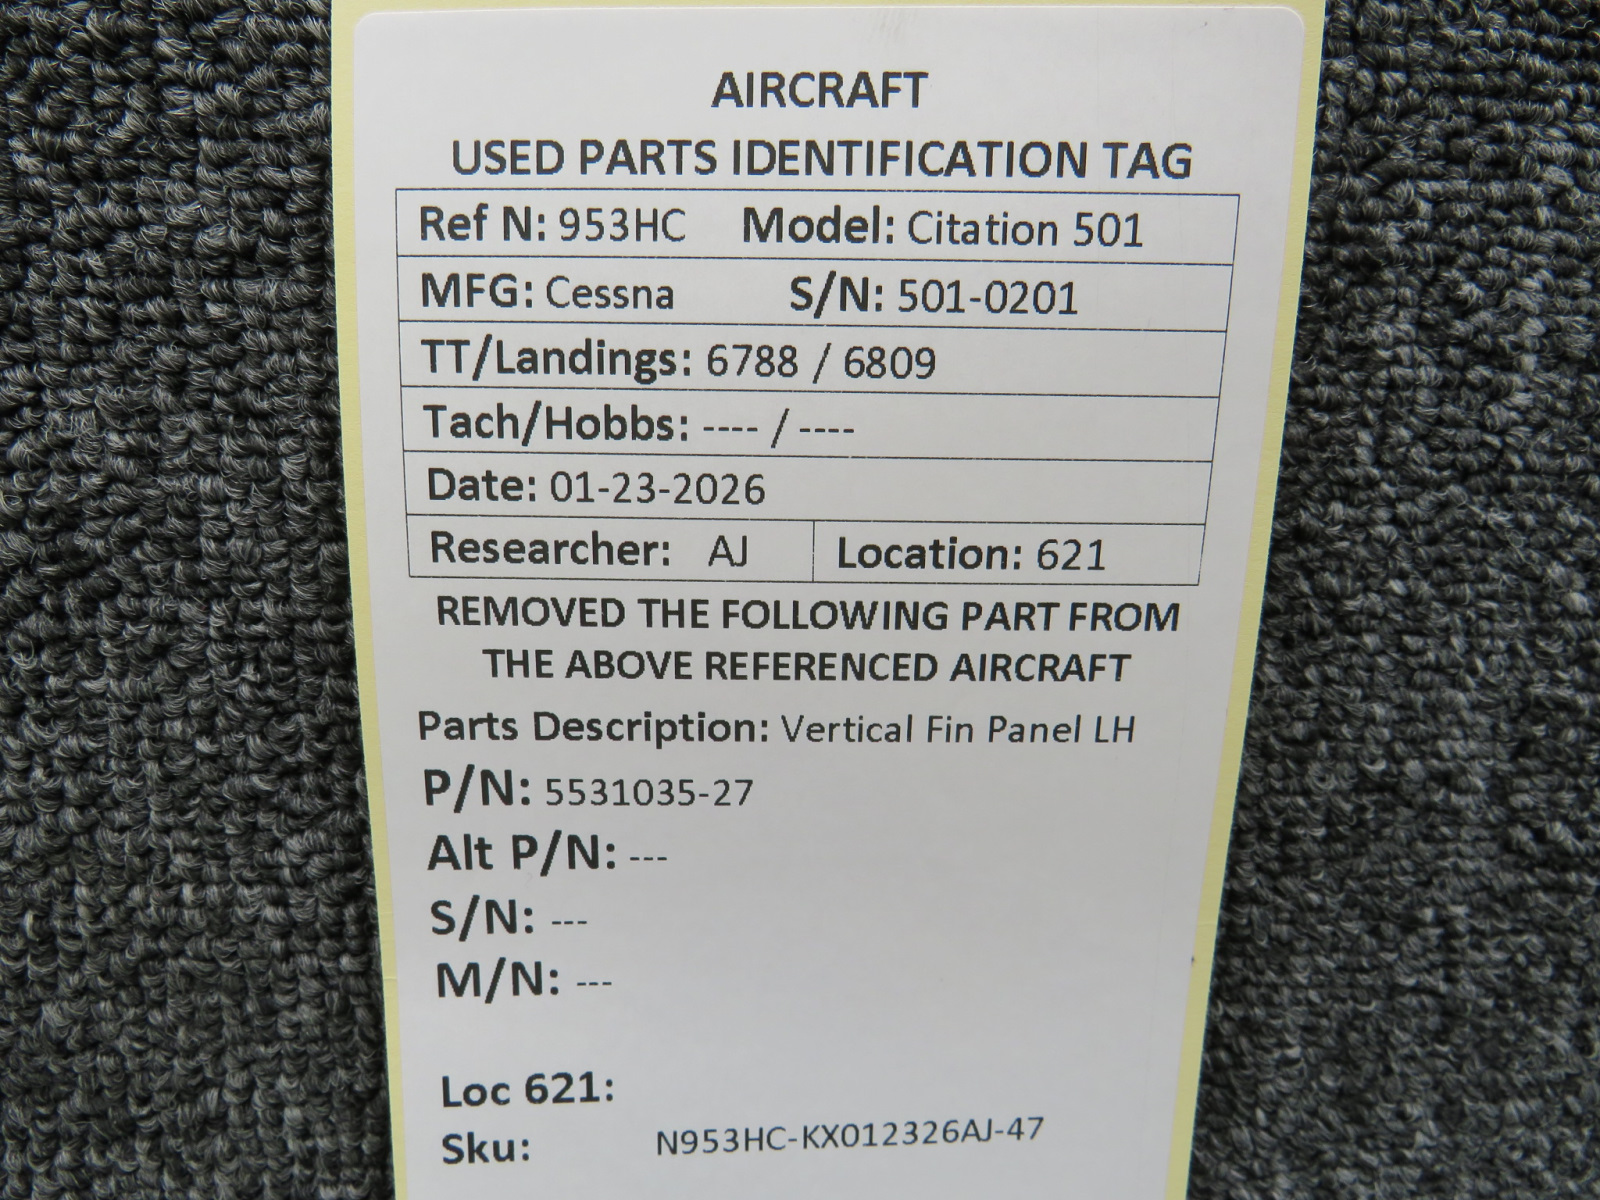 AIRCRAFT
USED PARTS IDENTIFICATION TAG
Ref N: 953HC Model: Citation 501
MFG: Cessna S/N: 501-0201
TT/Landings: 6788 / 6809
Tach/Hobbs: ---- / ----
Date: 01-23-2026
Researcher: AJ Location: 621
REMOVED THE FOLLOWING PART FROM
THE ABOVE REFERENCED AIRCRAFT
Parts Description: Vertical Fin Panel LH
P/N: 5531035-27
Alt P/N: ---
S/N: ---
M/N: ---
Loc 621:
Sku: N953HC-KX012326AJ-47